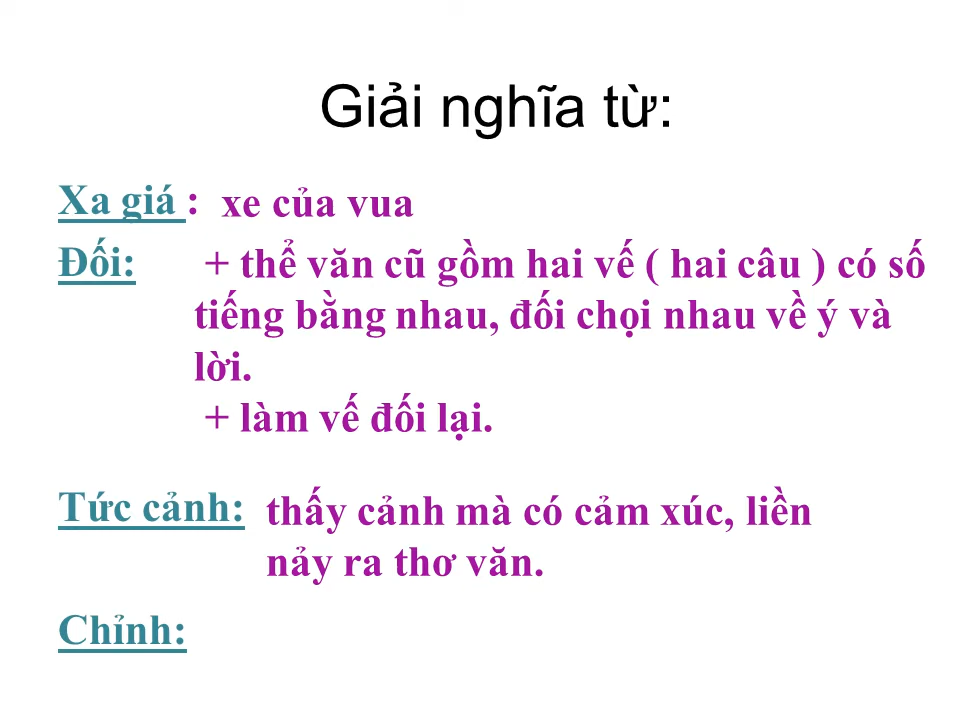 Giải nghĩa từ:
Xa giá : xe của vua
Đối: + thể văn cũ gồm hai vế ( hai câu ) có số
tiếng bằng nhau, đối chọi nhau về ý và
lời.
+ làm vế đối lại.
Tức cảnh: thấy cảnh mà có cảm xúc, liền
nảy ra thơ văn.
Chỉnh: